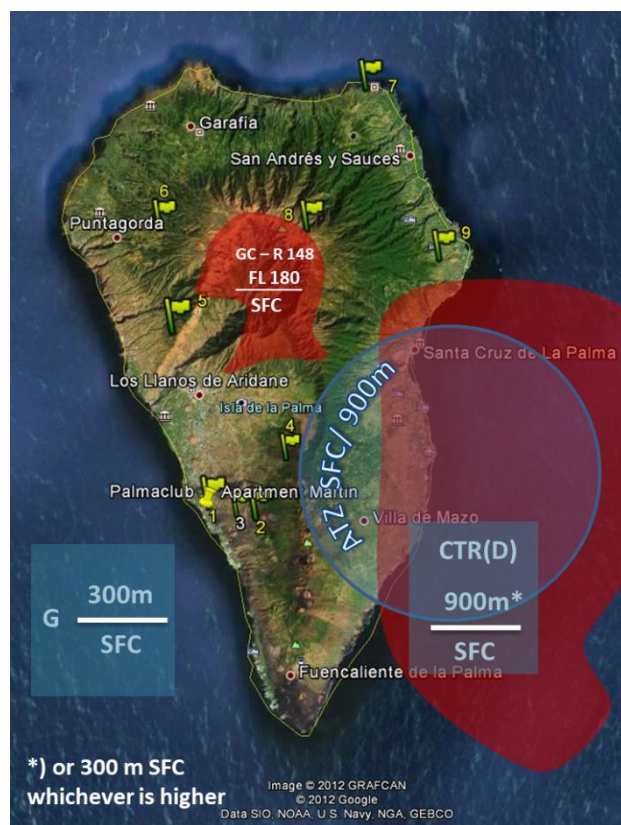 7
Garafía
San Andrés y Sauces
6
8
Puntagorda
9
GC – R 148
FL 180
SFC
5
Santa Cruz de La Palma
Los Llanos de Aridane
Isla de la Palma
ATZ SFC/ 900m
4
Palmaclub Apartmen Martin
1
3
2
Villa de Mazo
CTR(D)
900m*
SFC
G
300m
SFC
Fuencaliente de la Palma
*) or 300 m SFC
whichever is higher
Image © 2012 GRAFCAN
© 2012 Google
Data SIO, NOAA, U.S. Navy, NGA, GEBCO